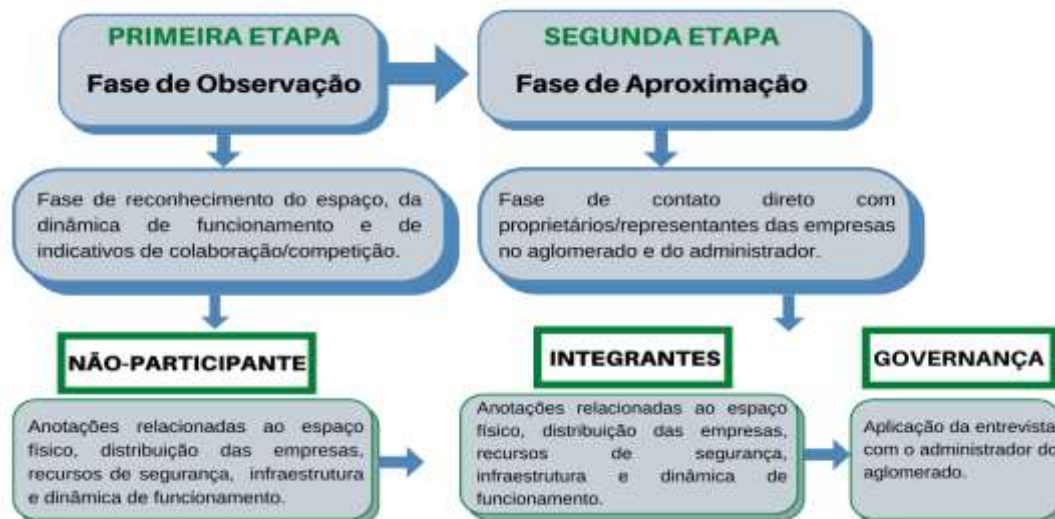 PRIMEIRA ETAPA
Fase de Observação
SEGUNDA ETAPA
Fase de Aproximação
Fase de reconhecimento do espaço, da
dinâmica de funcionamento e de
indicativos de colaboração/competição.
Fase de contato direto com
proprietários/representantes das empresas
no aglomerado e do administrador.
NÃO-PARTICIPANTE
Anotações relacionadas ao espaço
físico, distribuição das empresas,
recursos de segurança, infraestrutura
e dinâmica de funcionamento.
INTEGRANTES
Anotações relacionadas ao espaço
físico, distribuição das empresas,
recursos de segurança,
infraestrutura e dinâmica de
funcionamento.
GOVERNANÇA
Aplicação da entrevista
com o administrador do
aglomerado.